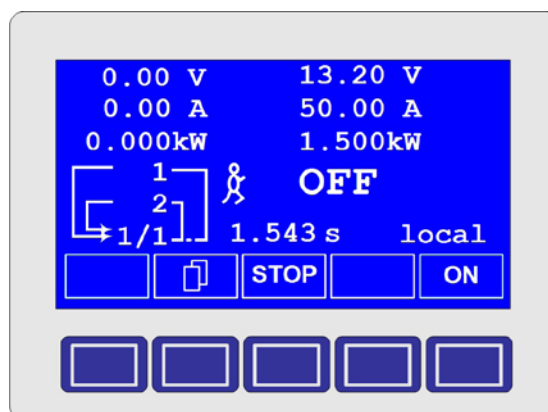 0.00 V 13.20 V
0.00 A 50.00 A
0.000kW 1.500kW
1 OFF
2
1/1 1.543 s local
STOP ON